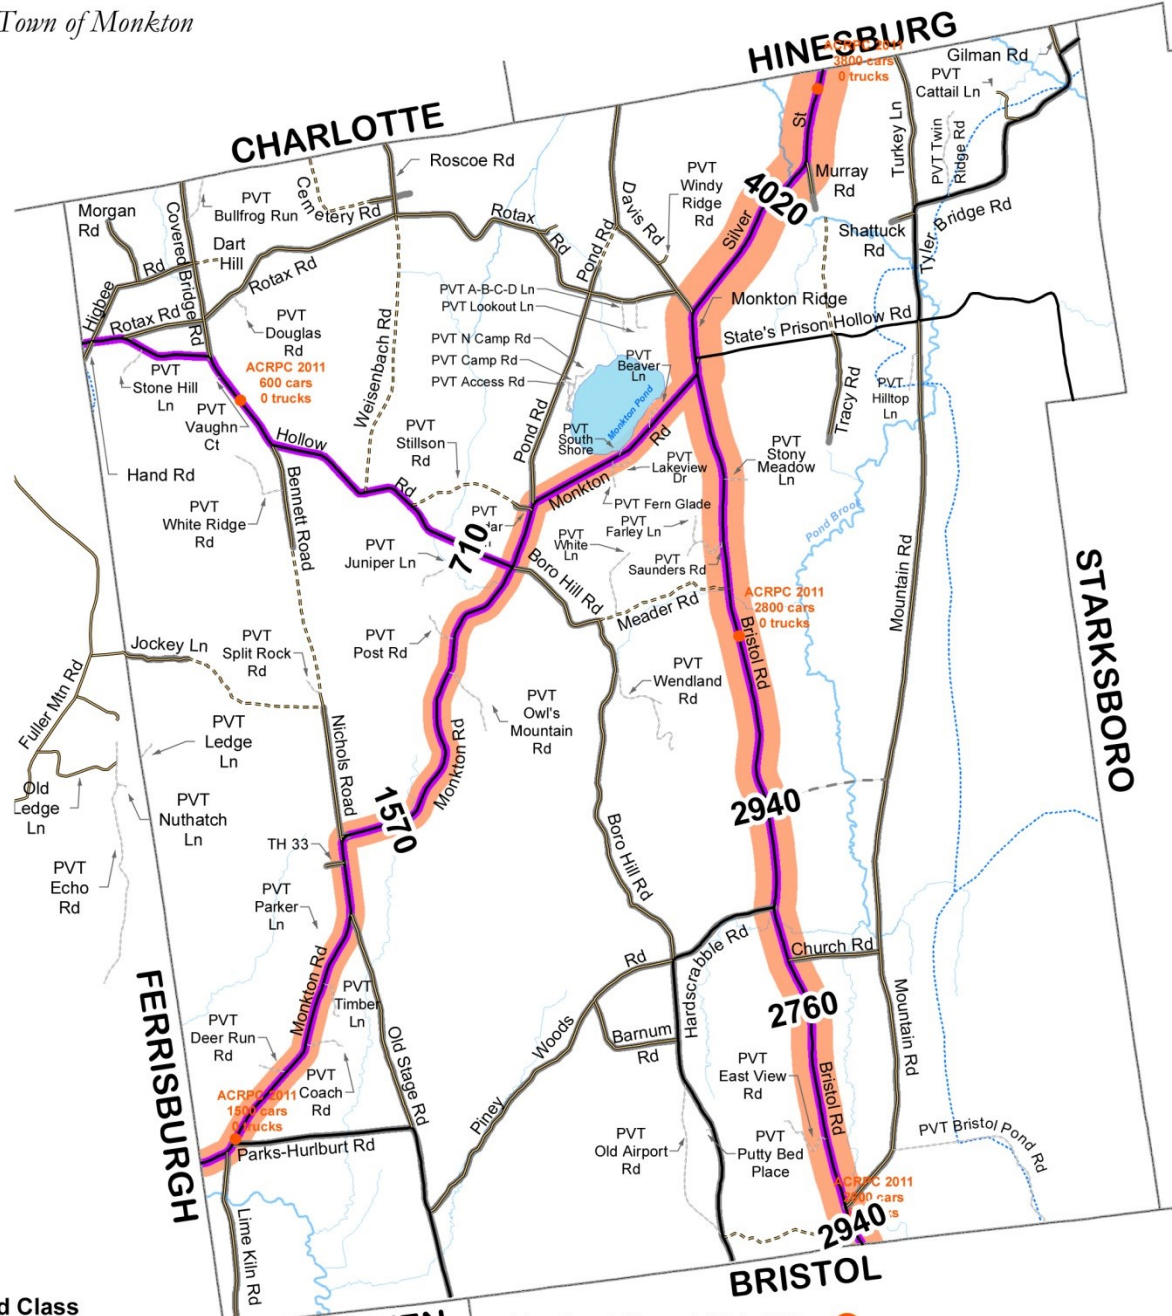 Town of Monkton
HINESBURG
ACRPC 2011
3800 cars
0 trucks
Gilman Rd
PVT
Cattail Ln
CHARLOTTE
Roscoe Rd
St
Turkey Ln
PVT Twin
Ridge Rd
Murray
Rd
PVT
Windy
Ridge
Rd
4020
Cemetery Rd
PVT
Bullfrog Run
Morgan
Rd
Covered Bridge Rd
Dart
Hill
Rotax
Rd
Davis Rd
Pond Rd
Silver
Shattuck
Rd
Tyler Bridge Rd
Higbee
Rd
Rotax Rd
Rotax Rd
PVT A-B-C-D Ln
PVT Lookout Ln
Monkton Ridge
State's Prison Hollow Rd
PVT
Douglas
Rd
Weisenbach Rd
PVT N Camp Rd
PVT Camp Rd
PVT Access Rd
PVT
Beaver
Ln
ACRPC 2011
600 cars
0 trucks
PVT
Stone Hill
Ln
PVT
Vaughn
Ct
Monkton Pond
Tracy Rd
PVT
Hilltop
Ln
Hollow
Rd
PVT
Stillson
Rd
Pond Rd
PVT
South
Shore
Rd
PVT
Stony
Meadow
Ln
Hand Rd
Bennett Road
PVT
Lakeview
Dr
Monkton
PVT Fern Glade
PVT
White Ridge
Rd
PVT
PVT
Farley Ln
Pond Brook
710
PVT
Juniper Ln
PVT
White
Ln
PVT
Saunders Rd
Mountain Rd
STARKSBORO
Boro Hill Rd
Meader Rd
ACRPC 2011
2800 cars
0 trucks
Jockey Ln
PVT
Split Rock
Rd
PVT
Post Rd
Bristol Rd
Fuller Mtn Rd
PVT
Wendland
Rd
PVT
Owl's
Mountain
Rd
PVT
Ledge
Ln
Nichols Road
Monkton Rd
Old
Ledge
Ln
PVT
Nuthatch
Ln
1570
2940
TH 33
Boro Hill Rd
PVT
Echo
Rd
PVT
Parker
Ln
Hardscrabble Rd
Church Rd
Rd
FERRISBURGH
Monkton Rd
PVT
Timber
Ln
2760
Mountain Rd
PVT
Deer Run
Rd
Old Stage Rd
Woods
Barnum
Rd
PVT
Coach
Rd
PVT
East View
Rd
Bristol Rd
ACRPC 2011
1500 cars
0 trucks
Piney
Parks-Hurlburt Rd
PVT
Old Airport
Rd
PVT
Putty Bed
Place
PVT Bristol Pond Rd
ACRPC 2011
cars
2940
Lime Kiln Rd
BRISTOL
d Class